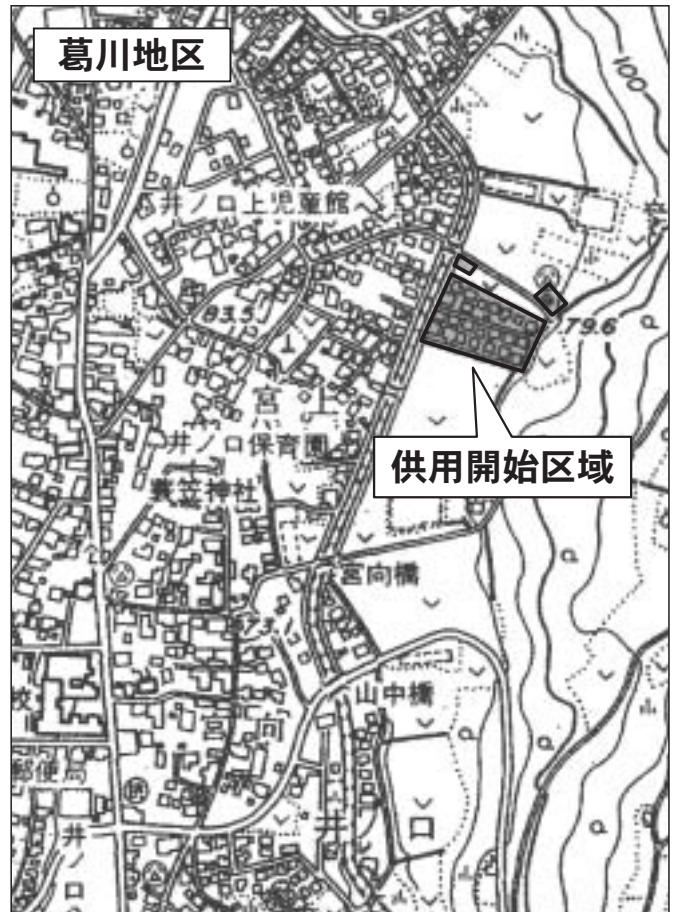 葛川地区
100
井ノ口上児童館
83.5
79.6
宮上
井ノ口保育園
供用開始区域
蓑笠神社
宮向橋
73.
山中橋
宮向
校
郵便局
井ノ口
井ノ口